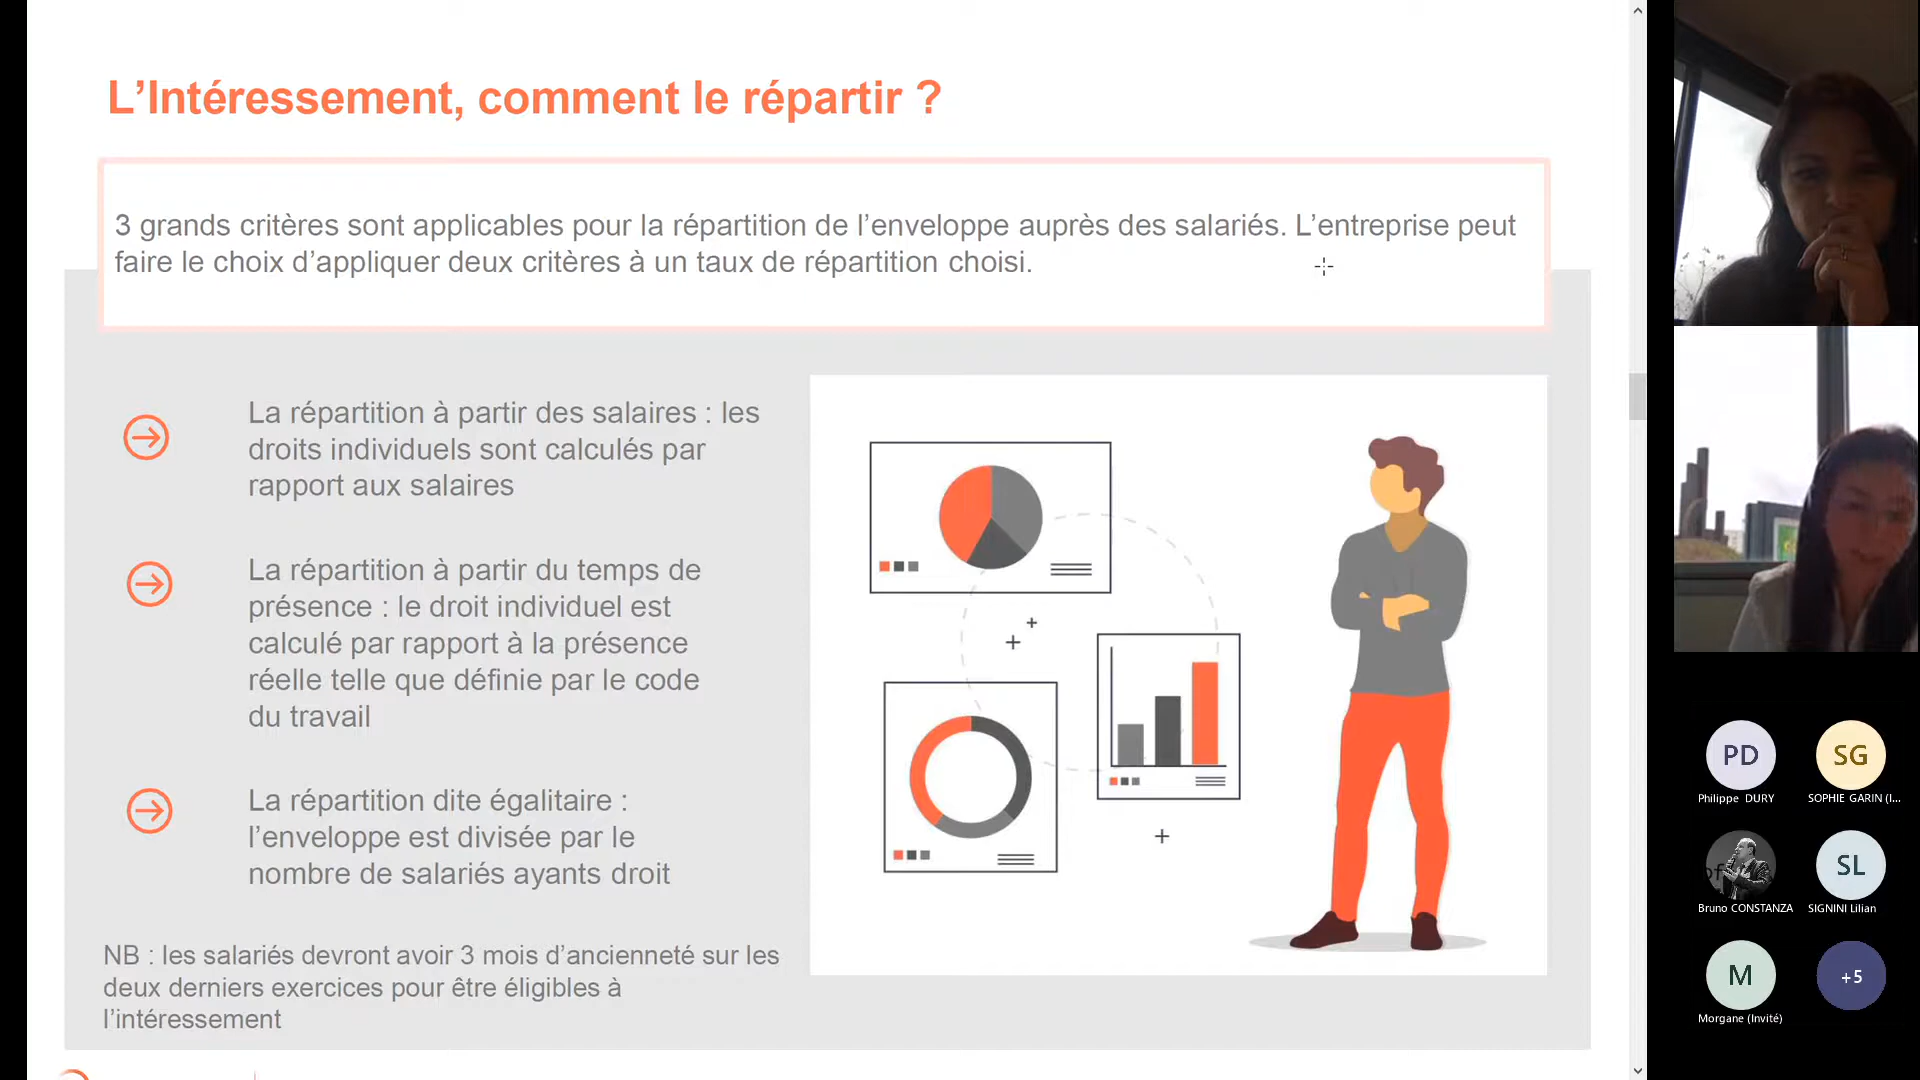 L’Intéressement, comment le répartir ?
3 grands critères sont applicables pour la répartition de l’enveloppe auprès des salariés. L’entreprise peut
faire le choix d’appliquer deux critères à un taux de répartition choisi.
La répartition à partir des salaires : les
droits individuels sont calculés par
rapport aux salaires
La répartition à partir du temps de
présence : le droit individuel est
calculé par rapport à la présence
réelle telle que définie par le code
du travail
La répartition dite égalitaire :
l’enveloppe est divisée par le
nombre de salariés ayants droit
NB : les salariés devront avoir 3 mois d’ancienneté sur les
deux derniers exercices pour être éligibles à
l’intéressement
PD
Philippe DURY
SG
SOPHIE GARIN (I...
Bruno CONSTANZA
SL
SIGNINI Lilian
M
Morgane (Invité)
+5